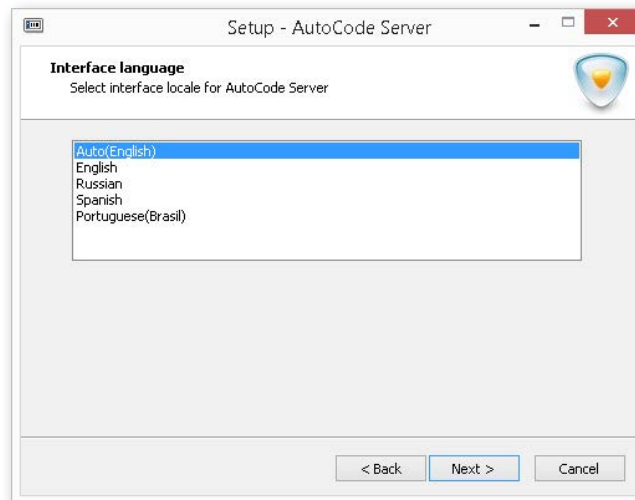 Setup - AutoCode Server
Interface language
Select interface locale for AutoCode Server
Auto(English)
English
Russian
Spanish
Portuguese(Brasil)
< Back
Next >
Cancel